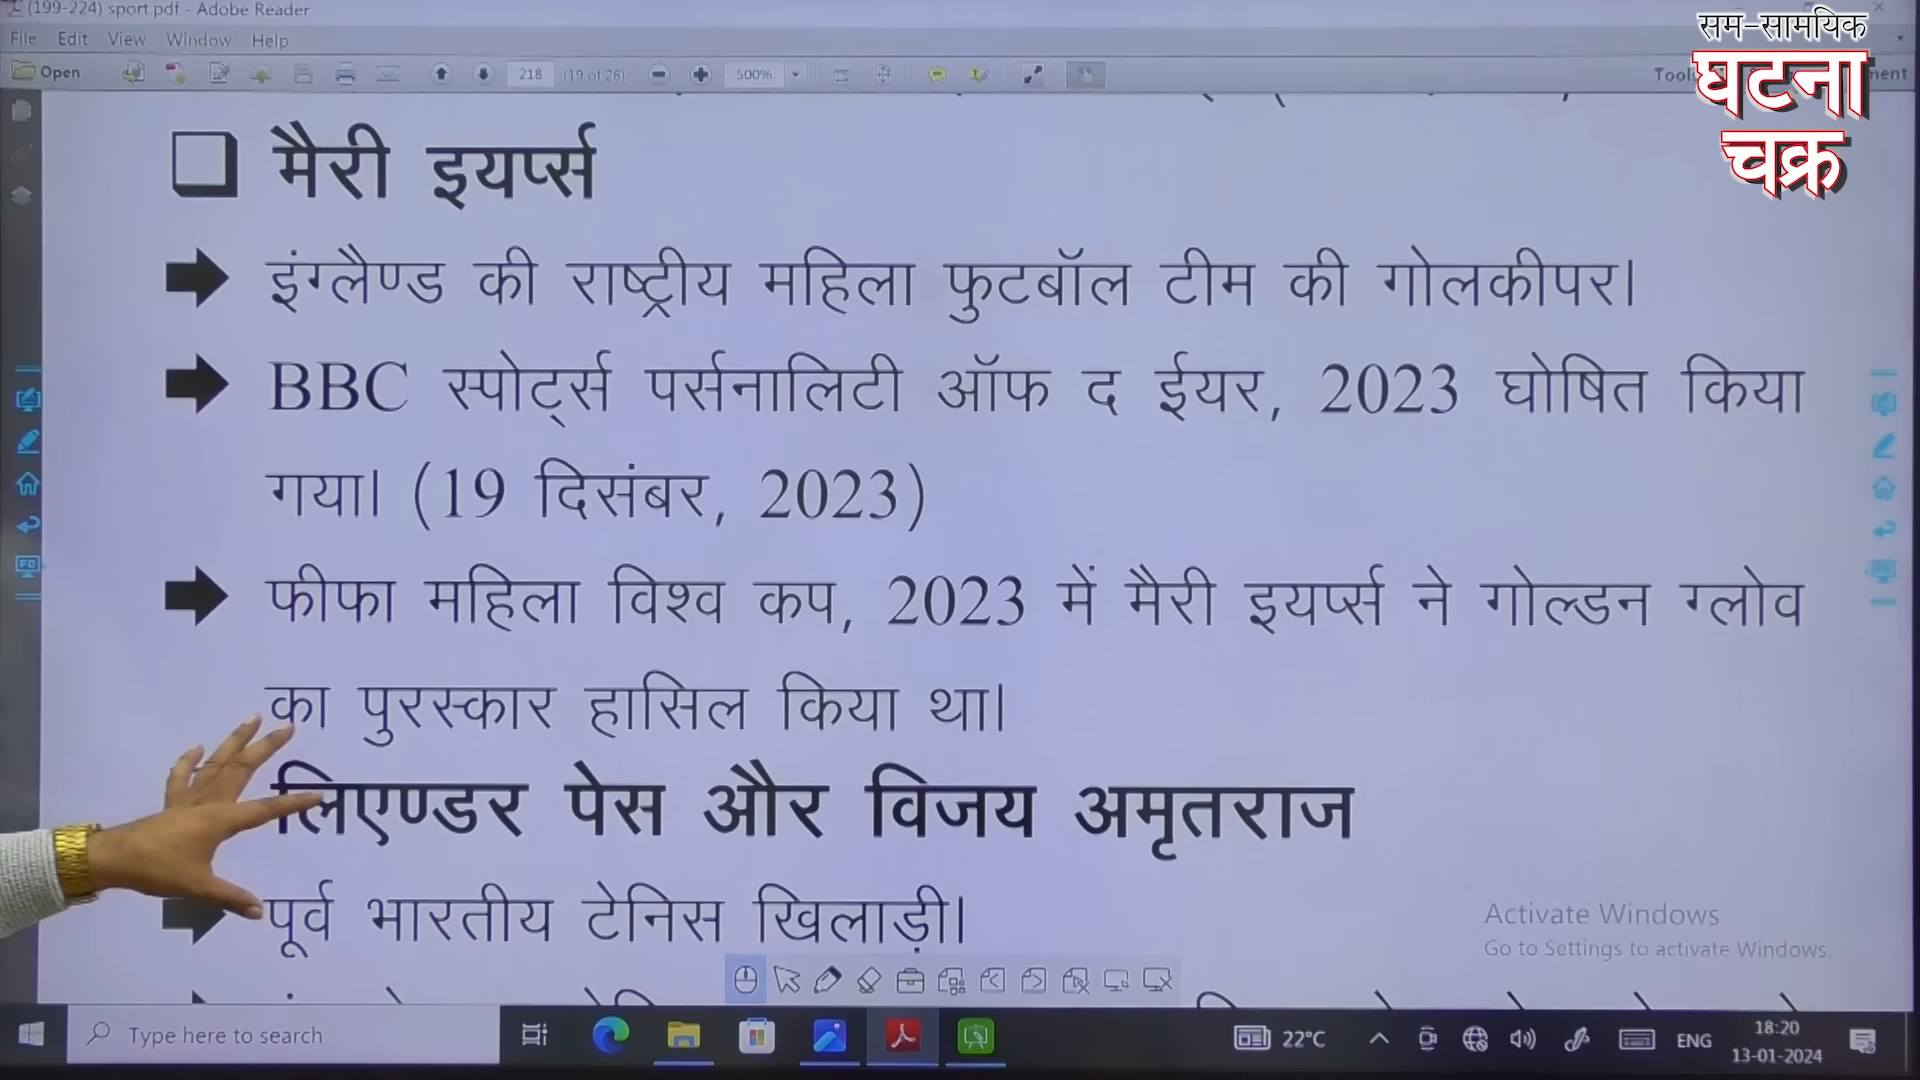 (199-224) sport.pdf - Adobe Reader
File Edit View Window Help
Open 218 (19 of 26) 500%
सम-सामयिक
घटना
चक्र
मैरी इयर्प्स
इंग्लैण्ड की राष्ट्रीय महिला फुटबॉल टीम की गोलकीपर।
BBC स्पोर्ट्स पर्सनालिटी ऑफ द ईयर, 2023 घोषित किया
गया। (19 दिसंबर, 2023)
फीफा महिला विश्व कप, 2023 में मैरी इयर्प्स ने गोल्डन ग्लोव
का पुरस्कार हासिल किया था।
लिएण्डर पेस और विजय अमृतराज
पूर्व भारतीय टेनिस खिलाड़ी।
Activate Windows
Go to Settings to activate Windows.
Type here to search
22°C
ENG
18:20
13-01-2024